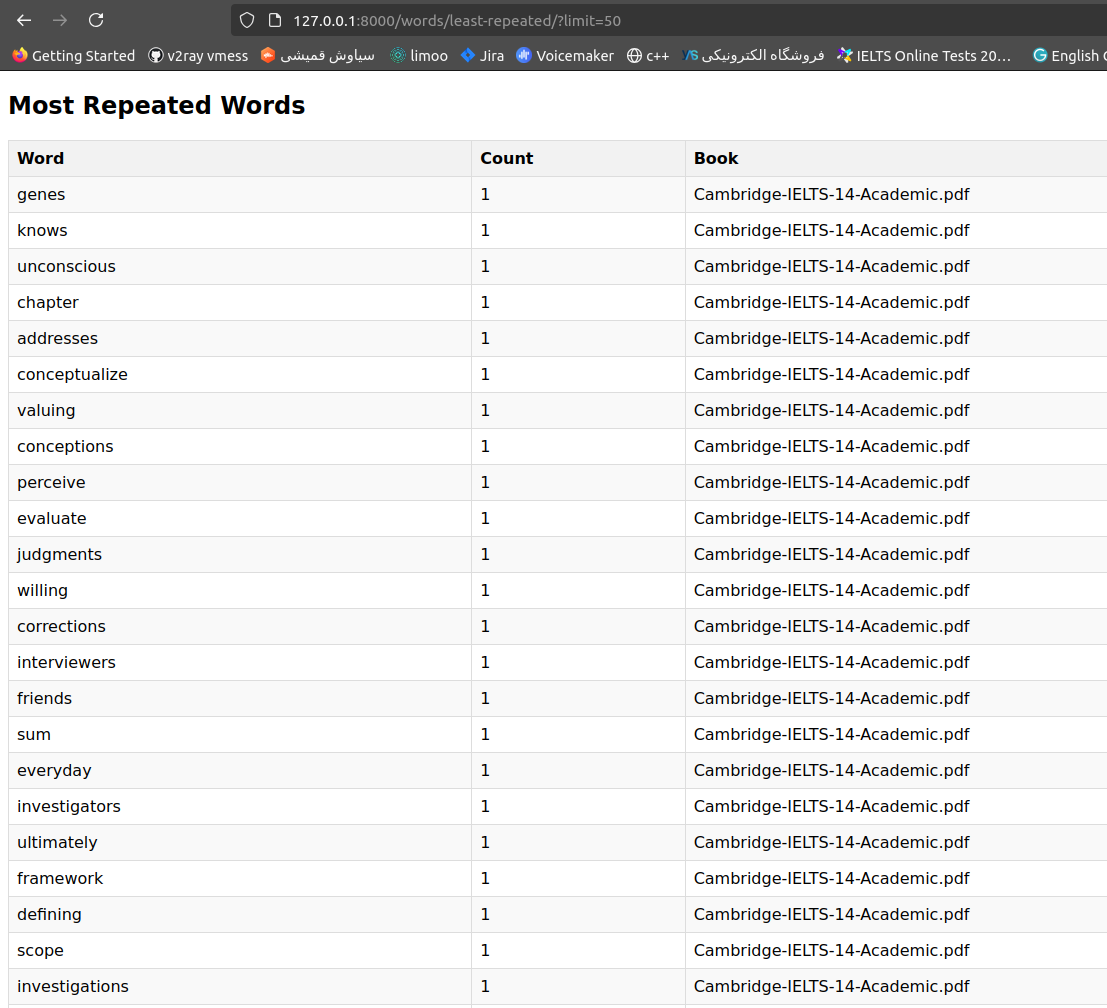 127.0.0.1:8000/words/least-repeated/?limit=50
Getting Started v2ray vmess سیاوش قمیشی limoo Jira Voicemaker c++ فروشگاه الکترونیکی IELTS Online Tests 20… English
Most Repeated Words
Word Count Book
genes 1 Cambridge-IELTS-14-Academic.pdf
knows 1 Cambridge-IELTS-14-Academic.pdf
unconscious 1 Cambridge-IELTS-14-Academic.pdf
chapter 1 Cambridge-IELTS-14-Academic.pdf
addresses 1 Cambridge-IELTS-14-Academic.pdf
conceptualize 1 Cambridge-IELTS-14-Academic.pdf
valuing 1 Cambridge-IELTS-14-Academic.pdf
conceptions 1 Cambridge-IELTS-14-Academic.pdf
perceive 1 Cambridge-IELTS-14-Academic.pdf
evaluate 1 Cambridge-IELTS-14-Academic.pdf
judgments 1 Cambridge-IELTS-14-Academic.pdf
willing 1 Cambridge-IELTS-14-Academic.pdf
corrections 1 Cambridge-IELTS-14-Academic.pdf
interviewers 1 Cambridge-IELTS-14-Academic.pdf
friends 1 Cambridge-IELTS-14-Academic.pdf
sum 1 Cambridge-IELTS-14-Academic.pdf
everyday 1 Cambridge-IELTS-14-Academic.pdf
investigators 1 Cambridge-IELTS-14-Academic.pdf
ultimately 1 Cambridge-IELTS-14-Academic.pdf
framework 1 Cambridge-IELTS-14-Academic.pdf
defining 1 Cambridge-IELTS-14-Academic.pdf
scope 1 Cambridge-IELTS-14-Academic.pdf
investigations 1 Cambridge-IELTS-14-Academic.pdf